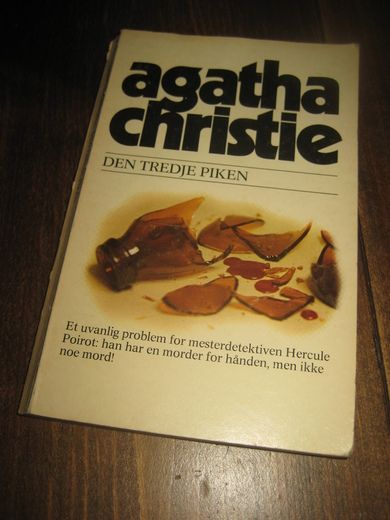 agatha
christie
DEN TREDJE PIKEN
Et uvanlig problem for mesterdetektiven Hercule
Poirot: han har en morder for hånden, men ikke
noe mord!